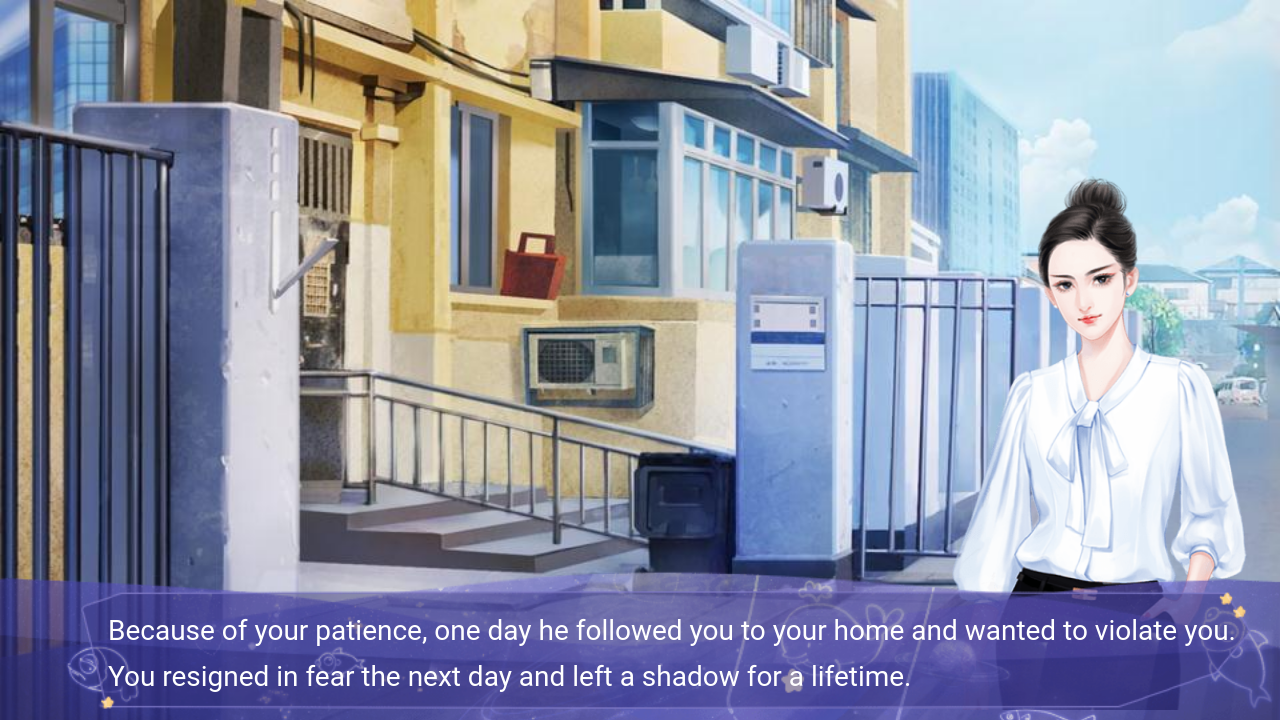 Because of your patience, one day he followed you to your home and wanted to violate you.
You resigned in fear the next day and left a shadow for a lifetime.